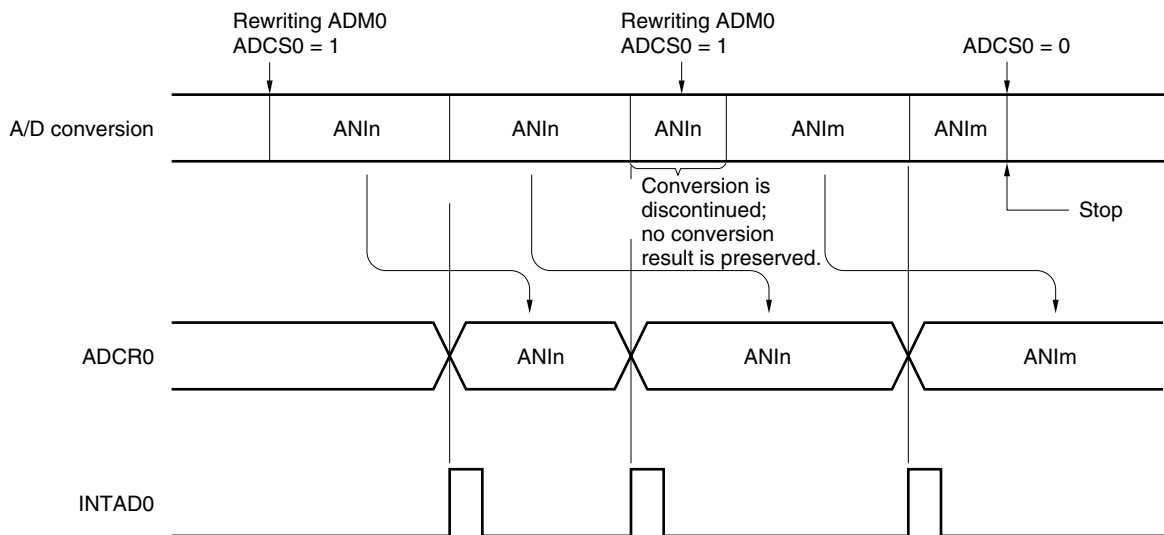 Rewriting ADM0
ADCS0 = 1
Rewriting ADM0
ADCS0 = 1
ADCS0 = 0
A/D conversion
ANIn
ANIn
ANIn
ANIm
ANIm
Conversion is
discontinued;
no conversion
result is preserved.
Stop
ADCR0
ANIn
ANIn
ANIm
INTAD0